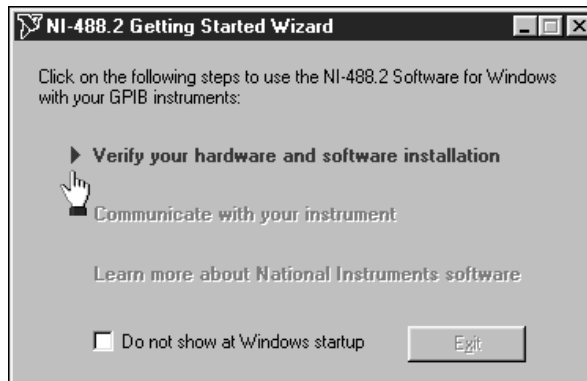 NI-488.2 Getting Started Wizard
Click on the following steps to use the NI-488.2 Software for Windows
with your GPIB instruments:
Verify your hardware and software installation
Communicate with your instrument
Learn more about National Instruments software
Do not show at Windows startup
Exit